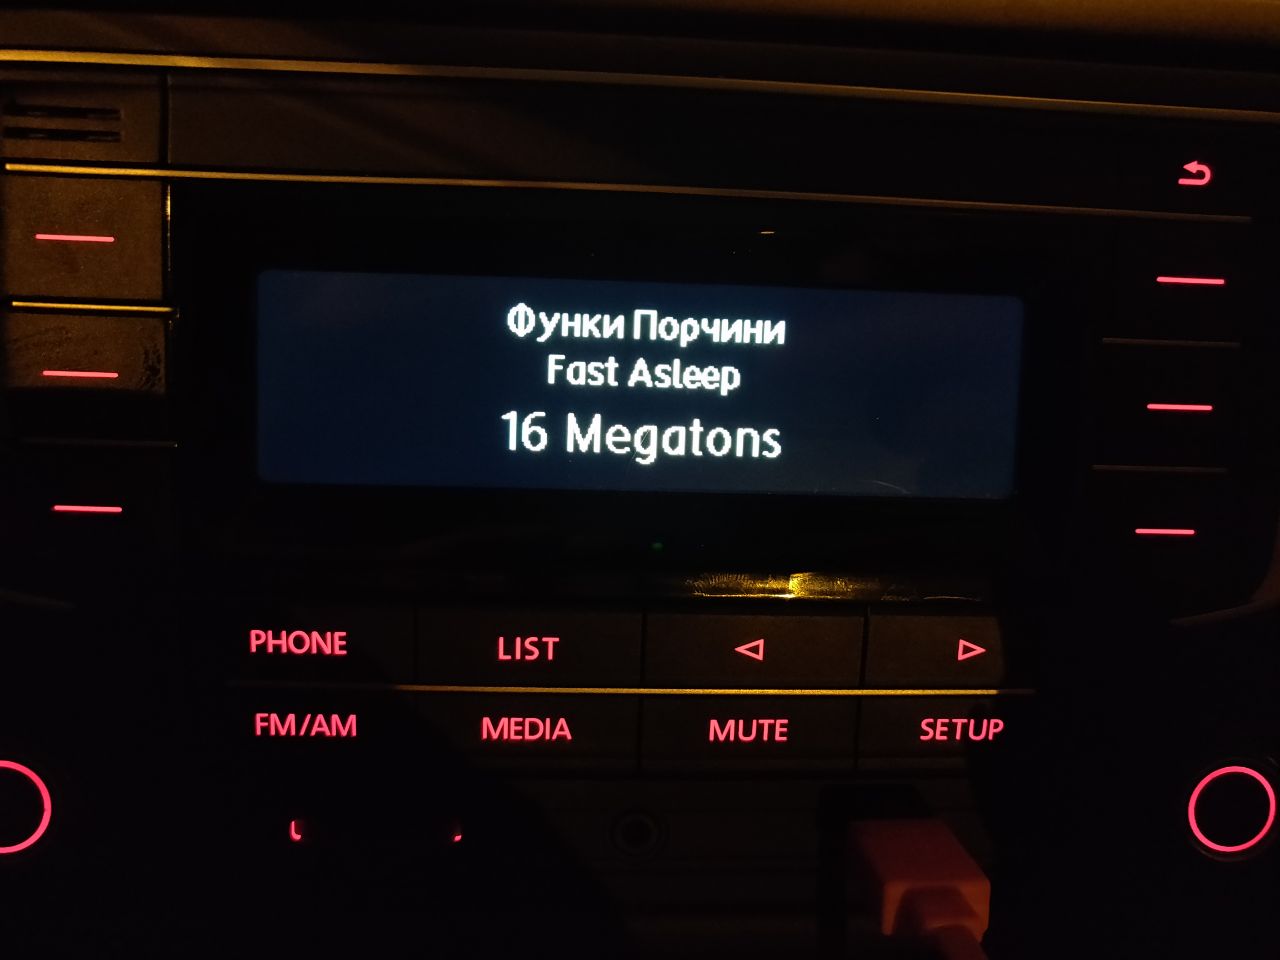 Функи Порчини
Fast Asleep
16 Megatons
PHONE LIST
FM/AM MEDIA MUTE SETUP